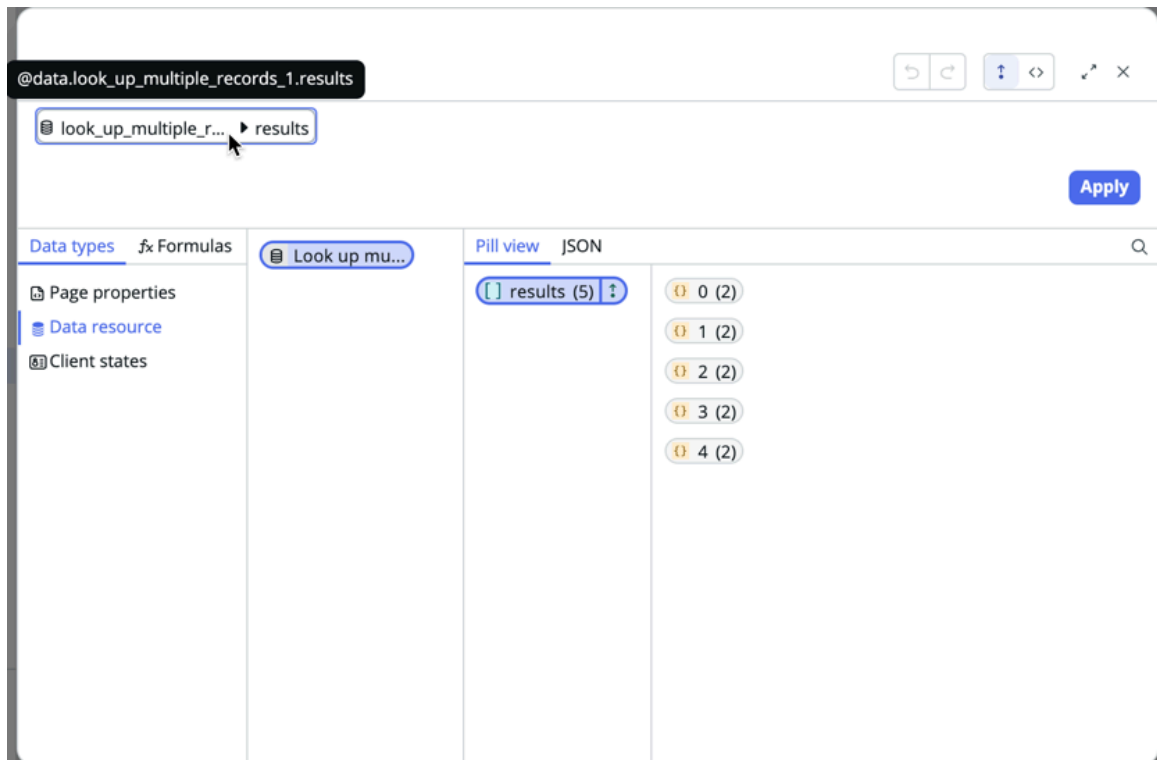 @data.look_up_multiple_records_1.results
look_up_multiple_r... results
Apply
Data types fx Formulas
Look up mu...
Pill view JSON
Page properties
Data resource
Client states
[ ] results (5)
{} 0 (2)
{} 1 (2)
{} 2 (2)
{} 3 (2)
{} 4 (2)